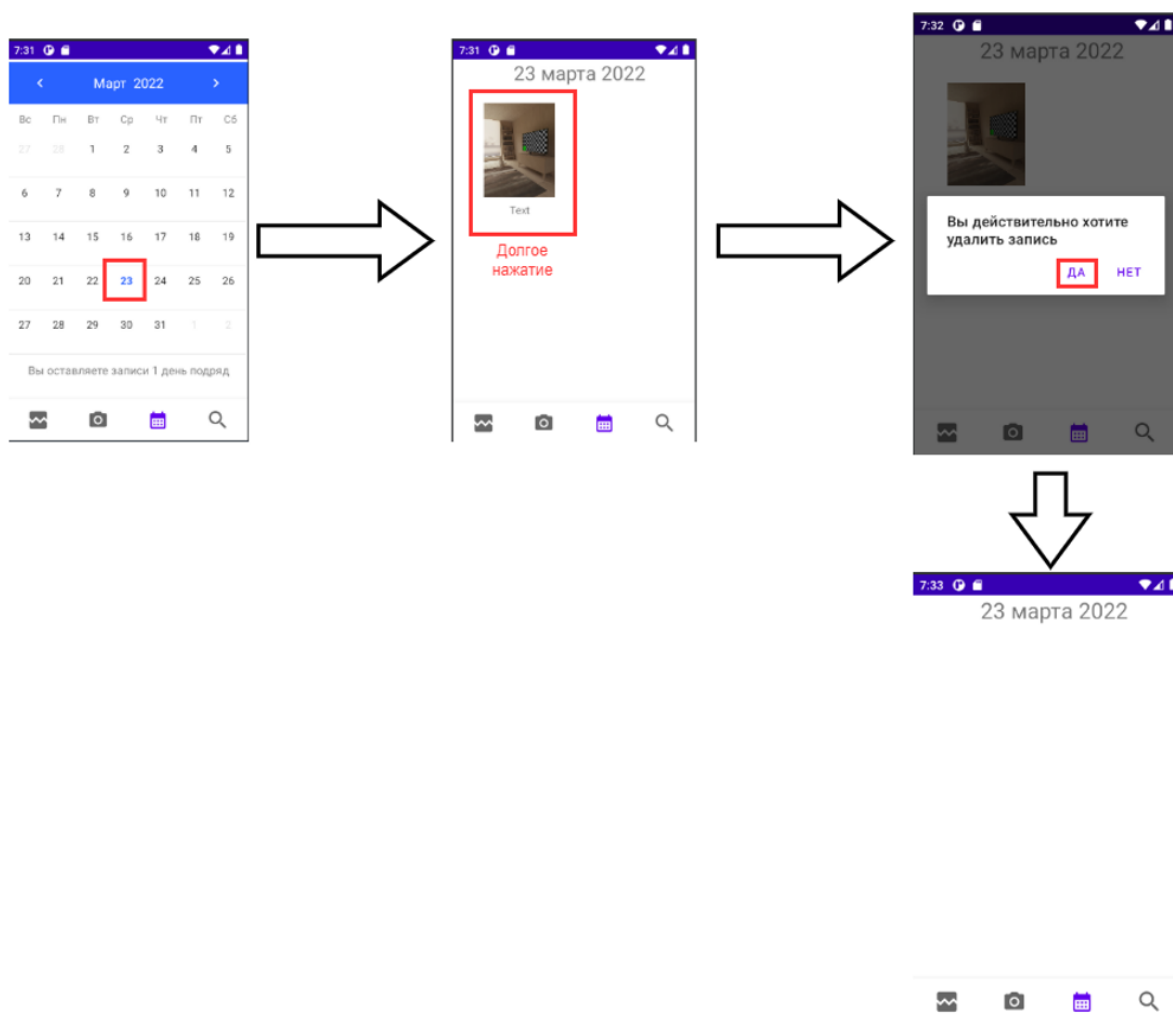 7:31
Март 2022
Вс Пн Вт Ср Чт Пт Сб
27 28 1 2 3 4 5
6 7 8 9 10 11 12
13 14 15 16 17 18 19
20 21 22 23 24 25 26
27 28 29 30 31 1 2
Вы оставляете записи 1 день подряд
7:31
23 марта 2022
Text
Долгое
нажатие
7:32
23 марта 2022
Вы действительно хотите
удалить запись
ДА НЕТ
7:33
23 марта 2022